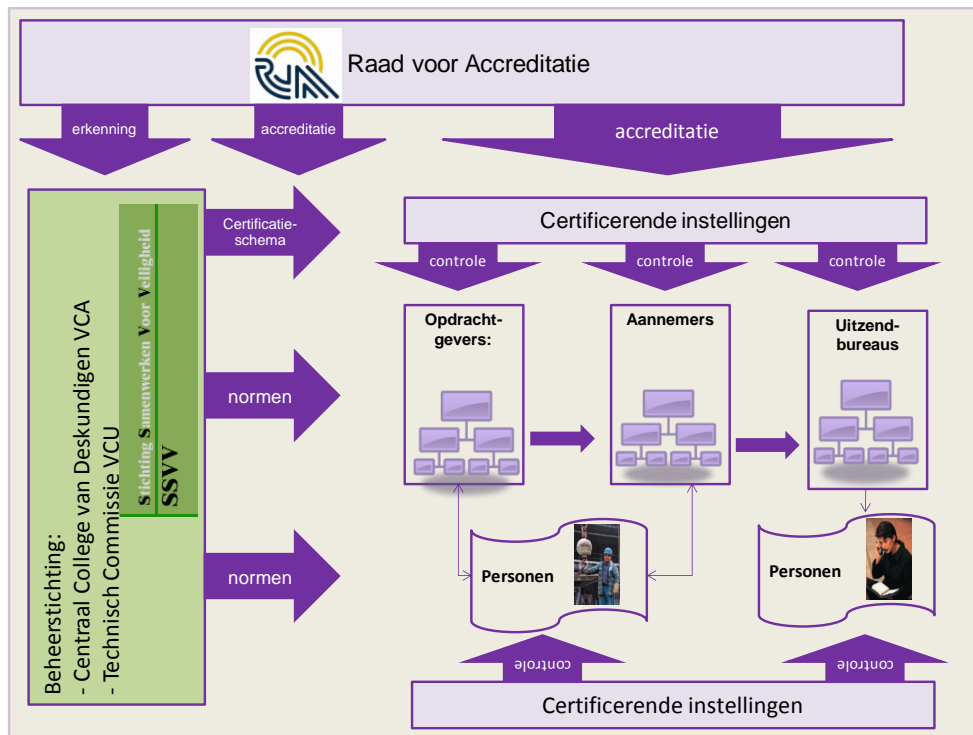 RvA
Raad voor Accreditatie
erkenning
accreditatie
accreditatie
Beheerstichting:
- Centraal College van Deskundigen VCA
- Technisch Commissie VCU
Stichting Samenwerken Voor Veiligheid
SSVV
Certificatie-
schema
normen
normen
Certificerende instellingen
controle
controle
controle
Opdracht-
gevers:
Aannemers
Uitzend-
bureaus
Personen
Personen
controle
controle
Certificerende instellingen